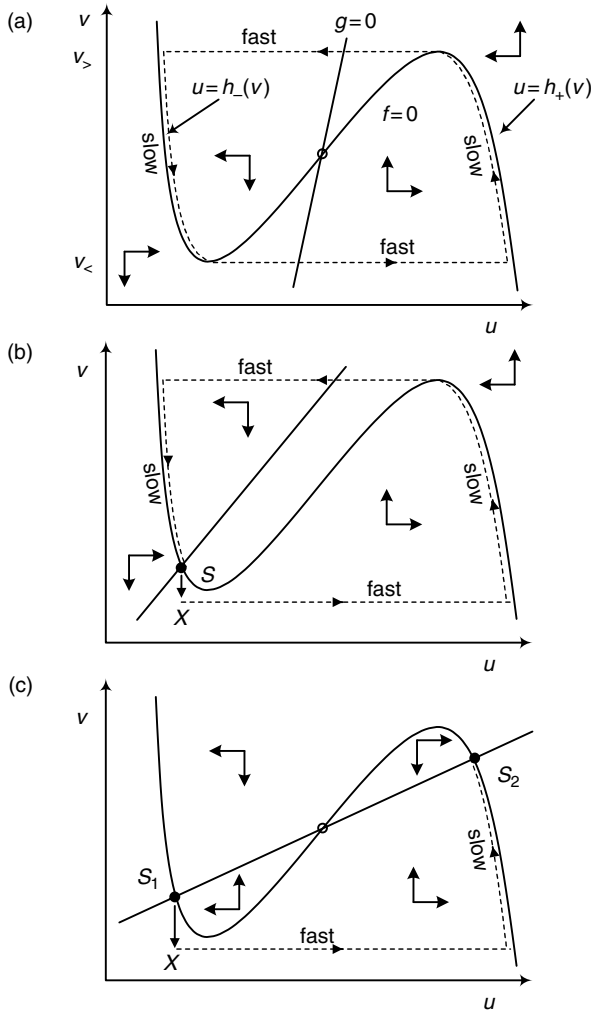 (a)
v
g=0
fast
v>
u=h−(v)
f=0
u=h+(v)
slow
slow
fast
v<
u
(b)
v
fast
slow
slow
S
fast
X
u
(c)
v
S2
S1
slow
fast
X
u